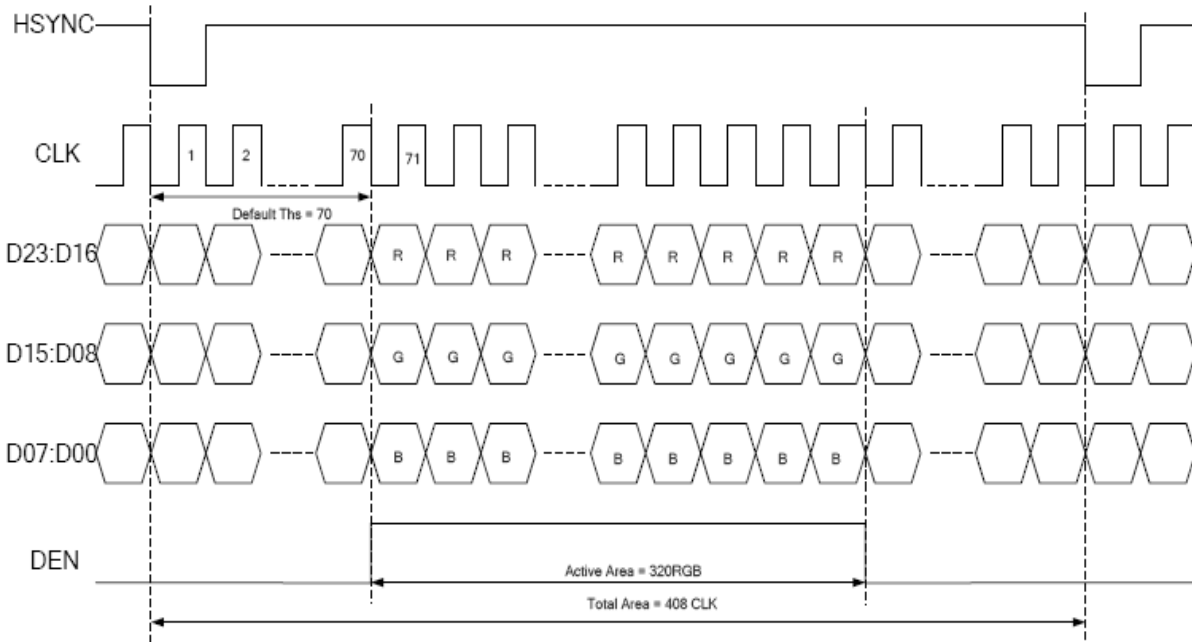 HSYNC
CLK
1 2 70 71
Default Ths = 70
D23:D16
R R R R R R R R
D15:D08
G G G G G G G G
D07:D00
B B B B B B B B
DEN
Active Area = 320RGB
Total Area = 408 CLK